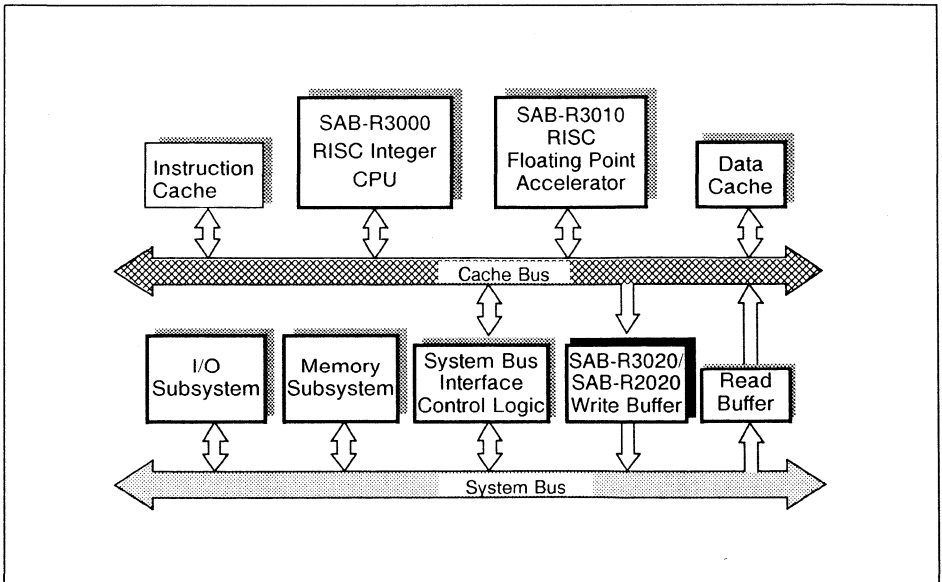 Instruction
Cache
SAB-R3000
RISC Integer
CPU
SAB-R3010
RISC
Floating Point
Accelerator
Data
Cache
Cache Bus
I/O
Subsystem
Memory
Subsystem
System Bus
Interface
Control Logic
SAB-R3020/
SAB-R2020
Write Buffer
Read
Buffer
System Bus